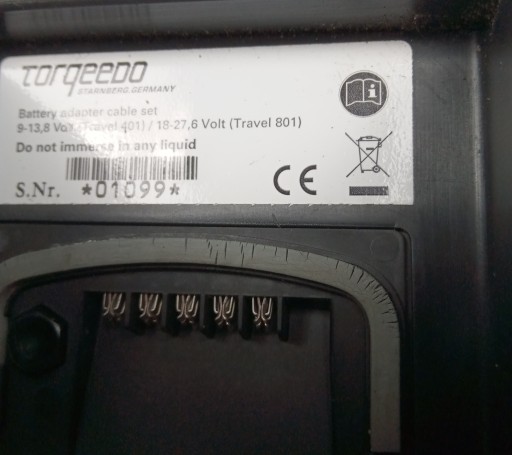 TORQEEDO
STARNBERG.GERMANY
Battery adapter cable set
9-13,8 Volt (Travel 401) / 18-27,6 Volt (Travel 801)
Do not immerse in any liquid
S.Nr. *01099*
CE